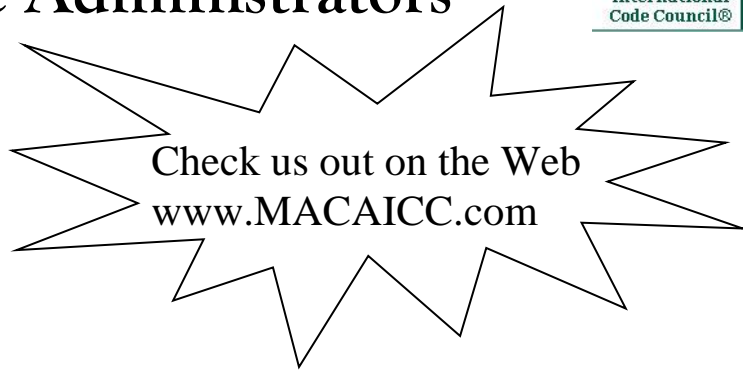 Administrators
Code Council®
Check us out on the Web
www.MACAICC.com